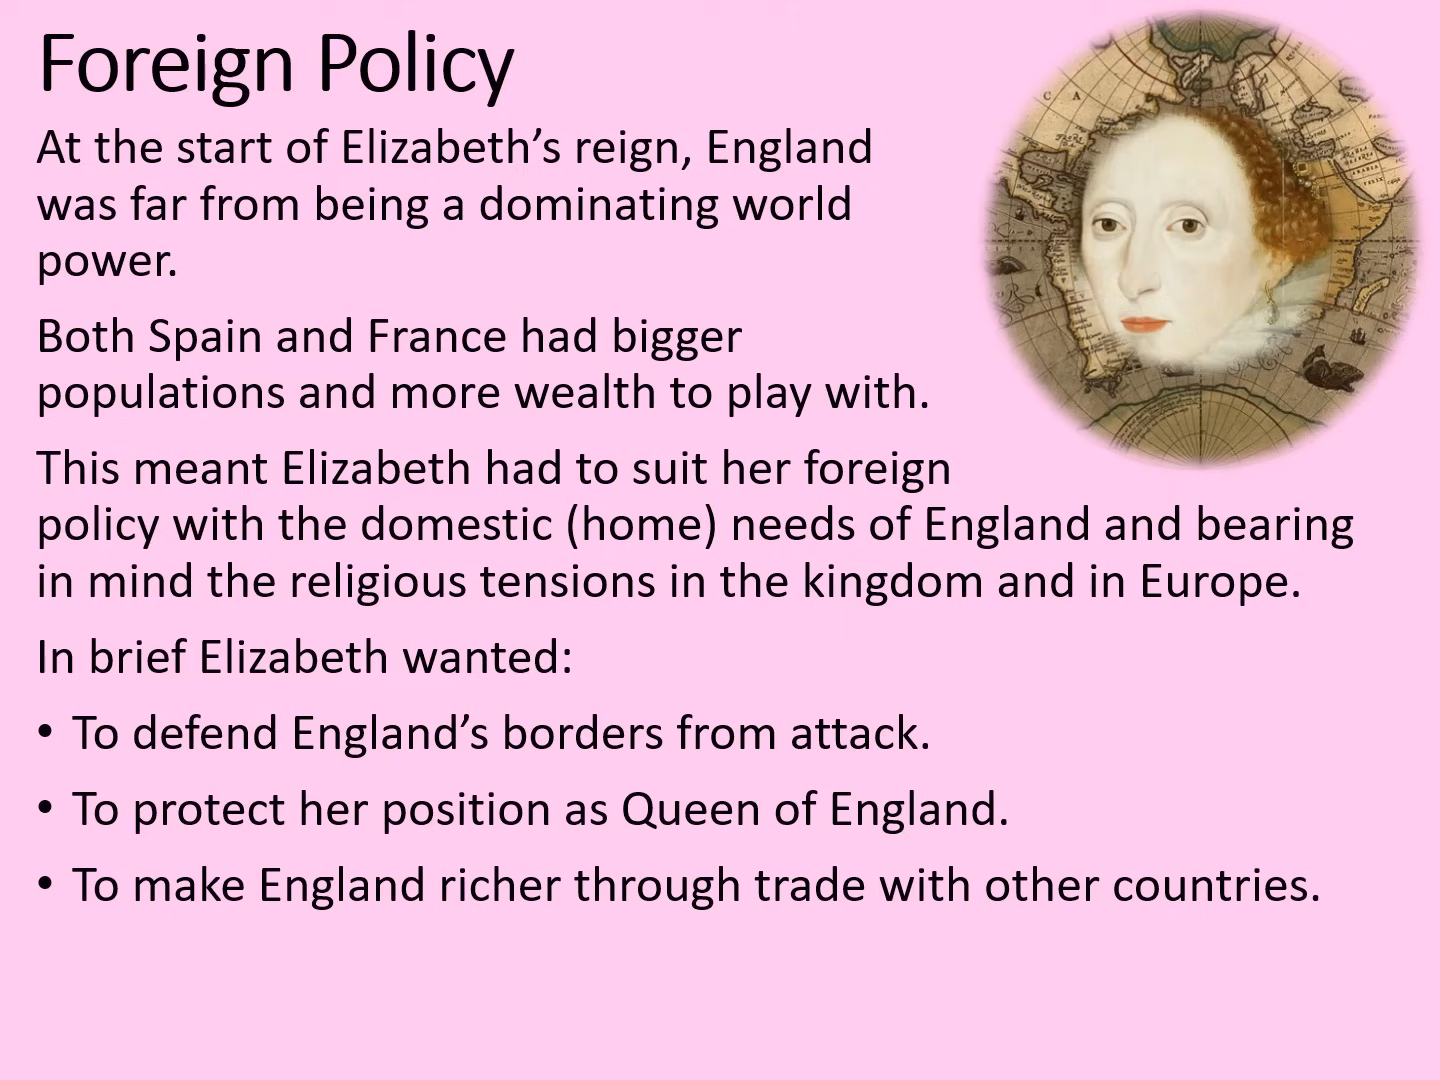 Foreign Policy
At the start of Elizabeth’s reign, England
was far from being a dominating world
power.
Both Spain and France had bigger
populations and more wealth to play with.
This meant Elizabeth had to suit her foreign
policy with the domestic (home) needs of England and bearing
in mind the religious tensions in the kingdom and in Europe.
In brief Elizabeth wanted:
• To defend England’s borders from attack.
• To protect her position as Queen of England.
• To make England richer through trade with other countries.